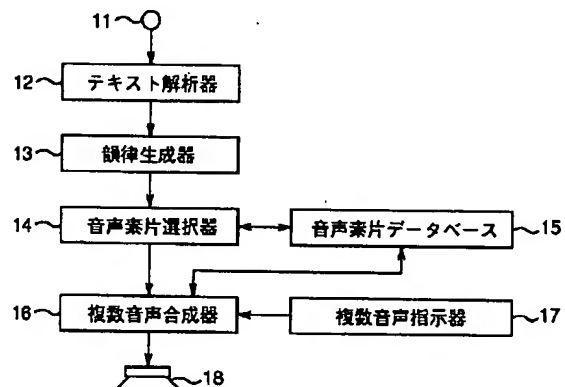 11
12 テキスト解析器
13 韻律生成器
14 音声素片選択器 音声素片データベース 15
16 複数音声合成器 複数音声指示器 17
18